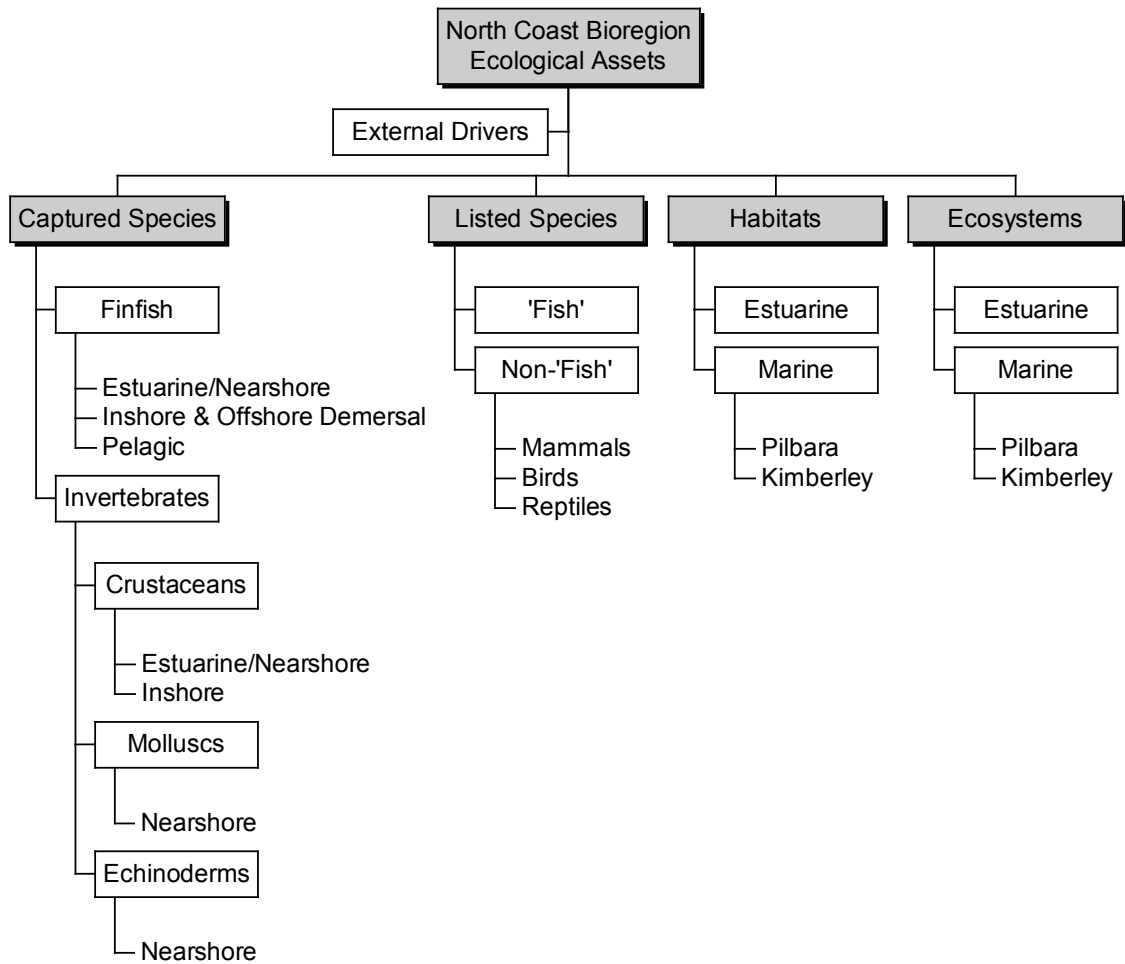 North Coast Bioregion
Ecological Assets
External Drivers
Captured Species
Finfish
Estuarine/Nearshore
Inshore & Offshore Demersal
Pelagic
Invertebrates
Crustaceans
Estuarine/Nearshore
Inshore
Molluscs
Nearshore
Echinoderms
Nearshore
Listed Species
'Fish'
Non-'Fish'
Mammals
Birds
Reptiles
Habitats
Estuarine
Marine
Pilbara
Kimberley
Ecosystems
Estuarine
Marine
Pilbara
Kimberley